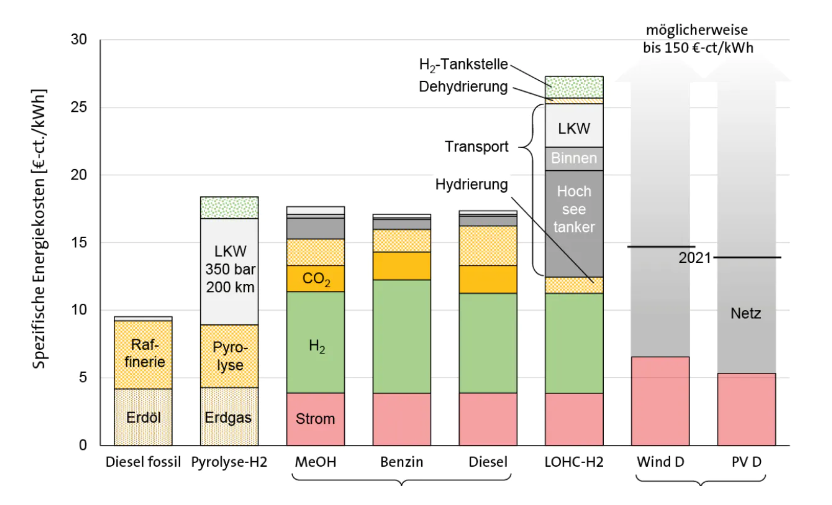 möglicherweise
bis 150 €-ct/kWh
Spezifische Energiekosten [€-ct./kWh]
30
25
20
15
10
5
0
H2-Tankstelle
Dehydrierung
Transport
Hydrierung
LKW
Binnen
Hoch
see
tanker
LKW
350 bar
200 km
2021
Netz
Raf-
finerie
Pyro-
lyse
CO2
H2
Erdöl
Erdgas
Strom
Diesel fossil
Pyrolyse-H2
MeOH
Benzin
Diesel
LOHC-H2
Wind D
PV D